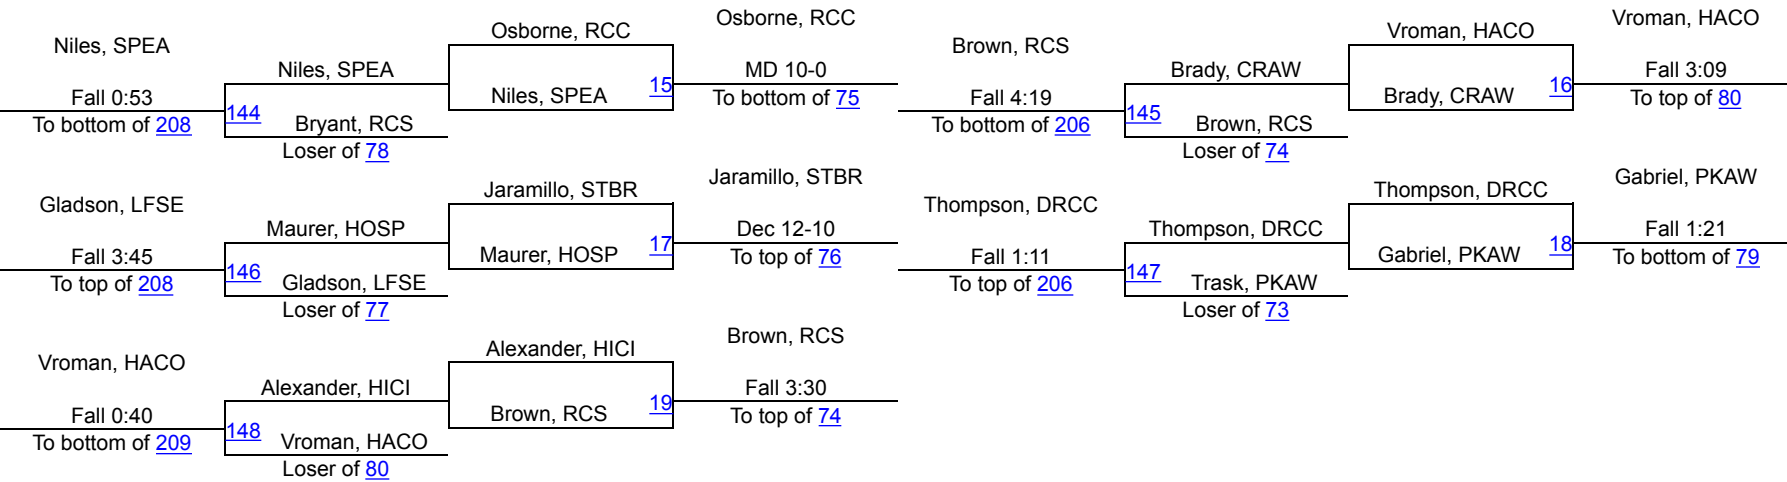 Osborne, RCC
Niles, SPEA
Osborne, RCC
Niles, SPEA
MD 10-0
Fall 0:53
Niles, SPEA
15
To bottom of 75
To bottom of 208
144
Bryant, RCS
Loser of 78
Vroman, HACO
Brown, RCS
Vroman, HACO
Brady, CRAW
Fall 3:09
Fall 4:19
Brady, CRAW
16
To top of 80
To bottom of 206
145
Brown, RCS
Loser of 74
Jaramillo, STBR
Gladson, LFSE
Jaramillo, STBR
Maurer, HOSP
Dec 12-10
Fall 3:45
Maurer, HOSP
17
To top of 76
To top of 208
146
Gladson, LFSE
Loser of 77
Gabriel, PKAW
Thompson, DRCC
Thompson, DRCC
Thompson, DRCC
Fall 1:21
Fall 1:11
Gabriel, PKAW
18
To bottom of 79
To top of 206
147
Trask, PKAW
Loser of 73
Brown, RCS
Vroman, HACO
Alexander, HICI
Alexander, HICI
Fall 3:30
Fall 0:40
Brown, RCS
19
To top of 74
To bottom of 209
148
Vroman, HACO
Loser of 80